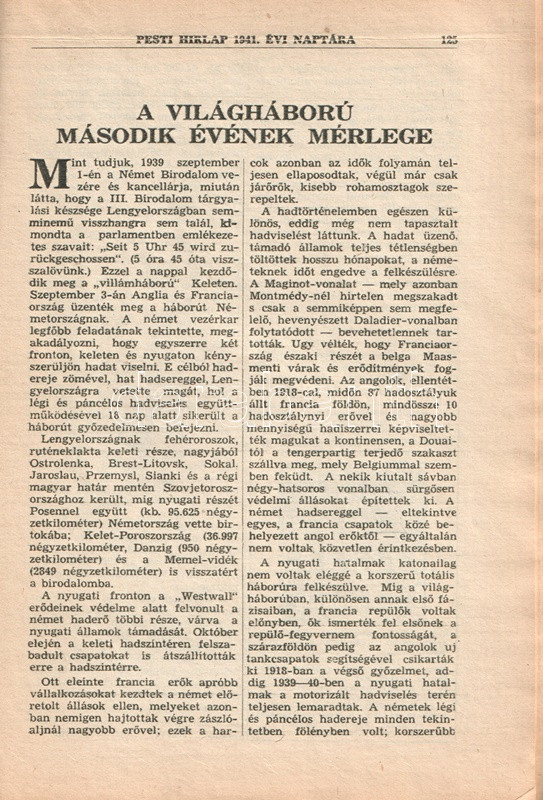 PESTI HIRLAP 1941. ÉVI NAPTÁRA 125
A VILÁGHÁBORÚ
MÁSODIK ÉVÉNEK MÉRLEGE
Mint tudjuk, 1939 szeptember
1-én a Német Birodalom ve-
zére és kancellárja, miután
látta, hogy a III. Birodalom tárgya-
lási készsége Lengyelországban sem-
minemű visszhangra sem talál, ki-
mondta a parlamentben emlékeze-
tes szavait: „Seit 5 Uhr 45 wird zu-
rückgeschossen“. (5 óra 45 óta visz-
szalövünk.) Ezzel a nappal kezdő-
dik meg a „villámháború“ Keleten.
Szeptember 3-án Anglia és Francia-
ország üzenték meg a háborút Né-
metországnak. A német vezérkar
legfőbb feladatának tekintette, meg-
akadályozni, hogy egyszerre két
fronton, keleten és nyugaton kény-
szerüljön hadat viselni. E célból had-
ereje zömével, hat hadsereggel, Len-
gyelországra vetette magát, hol a
légi és páncélos hadviselés együtt-
működésével 18 nap alatt sikerült a
háborút győzedelmesen befejezni.
Lengyelországnak fehéroroszok,
ruténeklakta keleti része, nagyjából
Ostrolenka, Brest-Litovsk, Sokal.
Jaroslau, Przemysl, Sianki és a régi
magyar határ mentén Szovjetorosz-
országhoz került, míg nyugati részét
Posennel együtt (kb. 95.625 négy-
zetkilométer) Németország vette bir-
tokába; Kelet-Poroszország (36.997
négyzetkilométer, Danzig (950 négy-
zetkilométer) és a Memel-vidék
(2849 négyzetkilométer) is visszatért
a birodalomba.
A nyugati fronton a „Westwall“
erődeinek védelme alatt felvonult a
német haderő többi része, várva a
nyugati államok támadását. Október
elején a keleti hadszintéren felsza-
badult csapatokat is átszállították
erre a hadszintérre.
Ott eleinte francia erők apróbb
vállalkozásokat kezdtek a német elő-
retolt állások ellen, melyeket azon-
ban nemigen hajtottak végre zászló-
aljnál nagyobb erővel; ezek a har-
cok azonban az idők folyamán tel-
jesen ellaposodtak, végül már csak
járőrök, kisebb rohamosztagok sze-
repeltek.
A hadtörténelemben egészen kü-
lönös, eddig még nem tapasztalt
hadviselést láttunk. A hadat üzenő,
támadó államok teljes tétlenségben
töltöttek hosszu hónapokat, a néme-
teknek időt engedve a felkészülésre.
A Maginot-vonalat — mely azonban
Montmédy-nél hirtelen megszakadt
s csak a semmiképpen sem megfe-
lelő, hevenyészett Daladier-vonalban
folytatódott — bevehetetlennek tar-
tották. Ugy vélték, hogy Franciaor-
szág északi részét a belga Maas-
menti várak és erődítmények fog-
ják megvédeni. Az angolok, ellentét-
ben 1918-cal, midőn 87 hadosztályuk
állt francia földön, mindössze 10
hadosztálynyi erővel és nagyobb
mennyiségű hadiszerrei képviseltet-
ték magukat a kontinensen, a Douai-
tól a tengerpartig terjedő szakaszt
szállva meg, mely Belgiummal szem-
ben feküdt. A nekik kiutalt sávban
négy-hatsoros vonalban sürgősen
védelmi állásokat építettek ki. A
német hadsereggel — eltekintve
egyes, a francia csapatok közé be-
helyezett angol erőktől — egyáltalán
nem voltak közvetlen érintkezésben.
A nyugati hatalmak katonailag
nem voltak eléggé a korszerű totális
háborúra felkészülve. Míg a világ-
háborúban, különösen annak első fá-
zisaiban, a francia repülők voltak
előnyben, ők ismerték fel elsőnek a
repülő-fegyvernem fontosságát, a
szárazföldön pedig az angolok uj
tankcsapatok segítségével csikarták
ki 1918-ban a végső győzelmet, ad-
dig 1939—40-ben a nyugati hatal-
mak a motorizált hadviselés terén
teljesen lemaradtak. A németek légi
és páncélos hadereje minden tekin-
tetben fölényben volt; korszerűbb